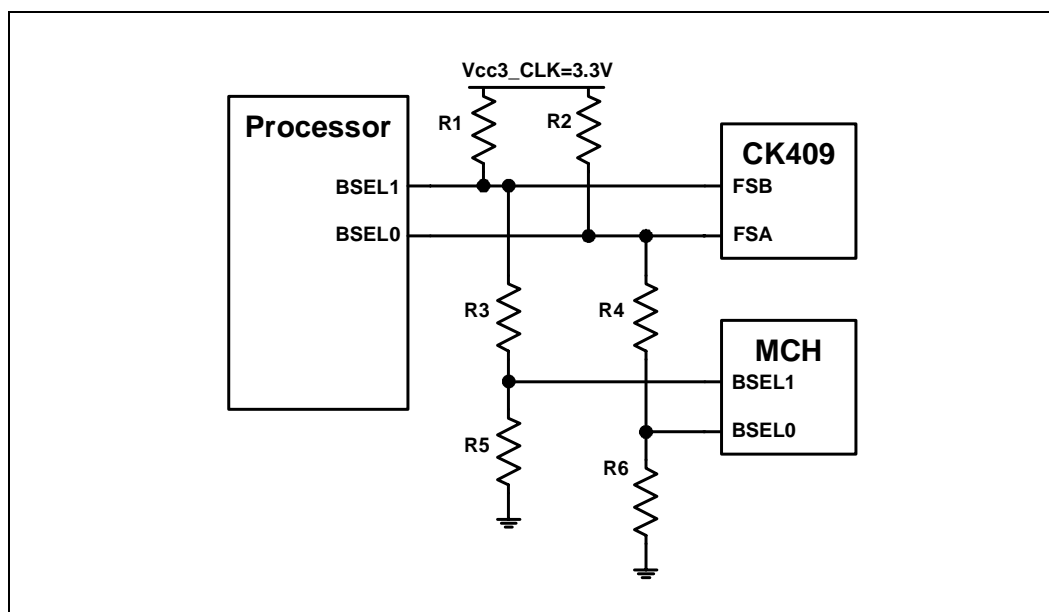 Vcc3_CLK=3.3V
Processor
R1
R2
CK409
BSEL1
FSB
BSEL0
FSA
R3
R4
MCH
BSEL1
BSEL0
R5
R6